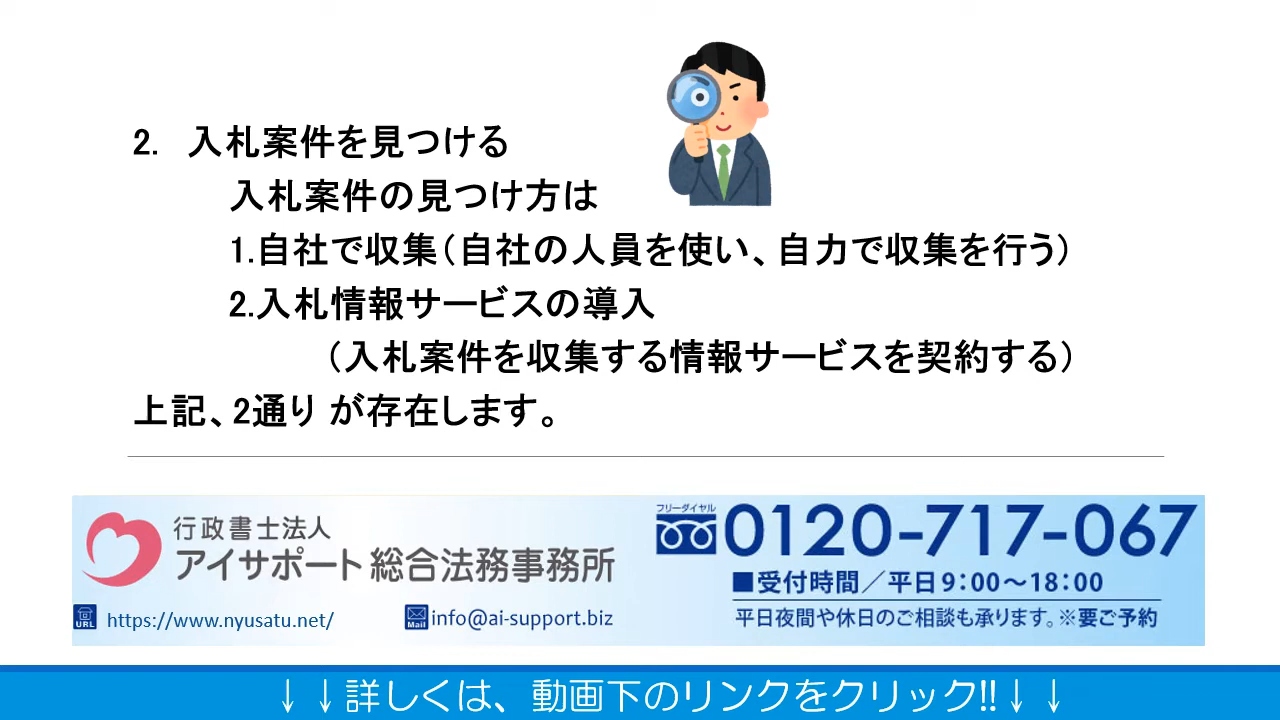 2. 入札案件を見つける
入札案件の見つけ方は
1.自社で収集（自社の人員を使い、自力で収集を行う）
2.入札情報サービスの導入
（入札案件を収集する情報サービスを契約する）
上記、2通り が存在します。
行政書士法人
アイサポート 総合法務事務所
URL https://www.nyusatu.net/
Mail info@ai-support.biz
フリーダイヤル
0120-717-067
■受付時間／平日9:00～18:00
平日夜間や休日のご相談も承ります。※要ご予約
↓↓詳しくは、動画下のリンクをクリック!!↓↓